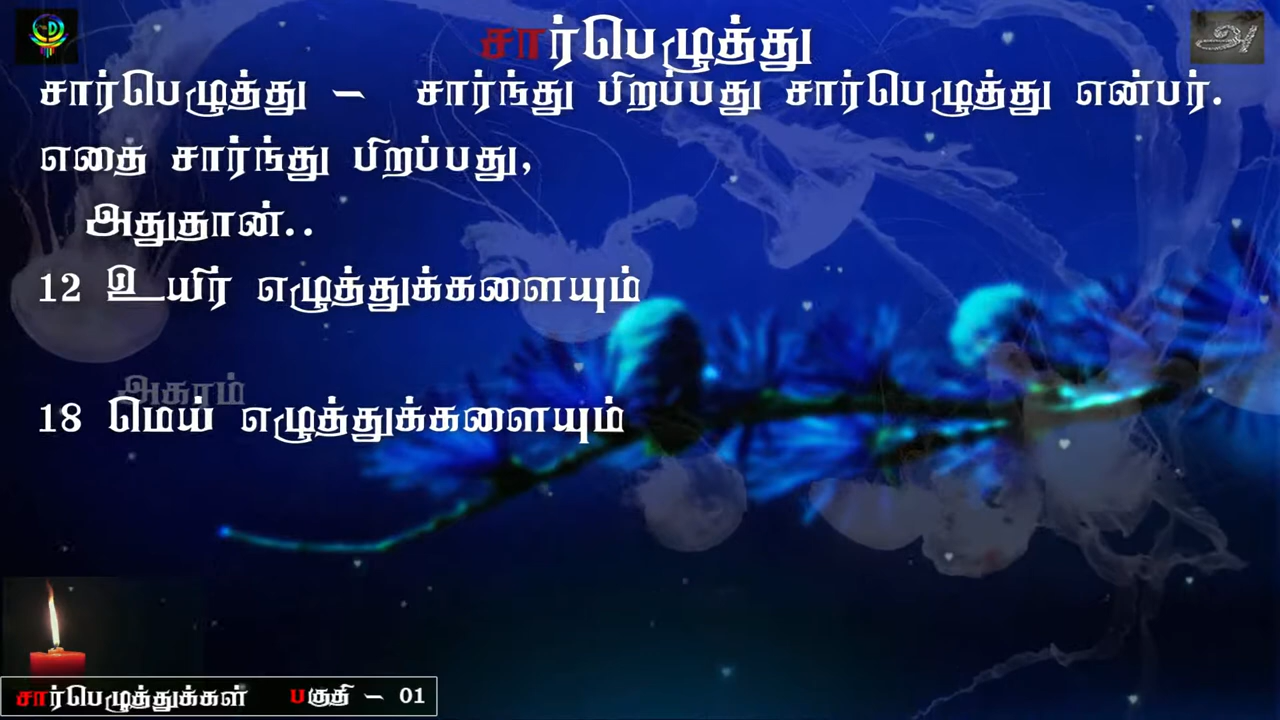 சார்பெழுத்து
சார்பெழுத்து – சார்ந்து பிறப்பது சார்பெழுத்து என்பர்.
எதை சார்ந்து பிறப்பது,
அதுதான்..
12 உயிர் எழுத்துக்களையும்
அகரம்
18 மெய் எழுத்துக்களையும்
சார்பெழுத்துக்கள் பகுதி – 01